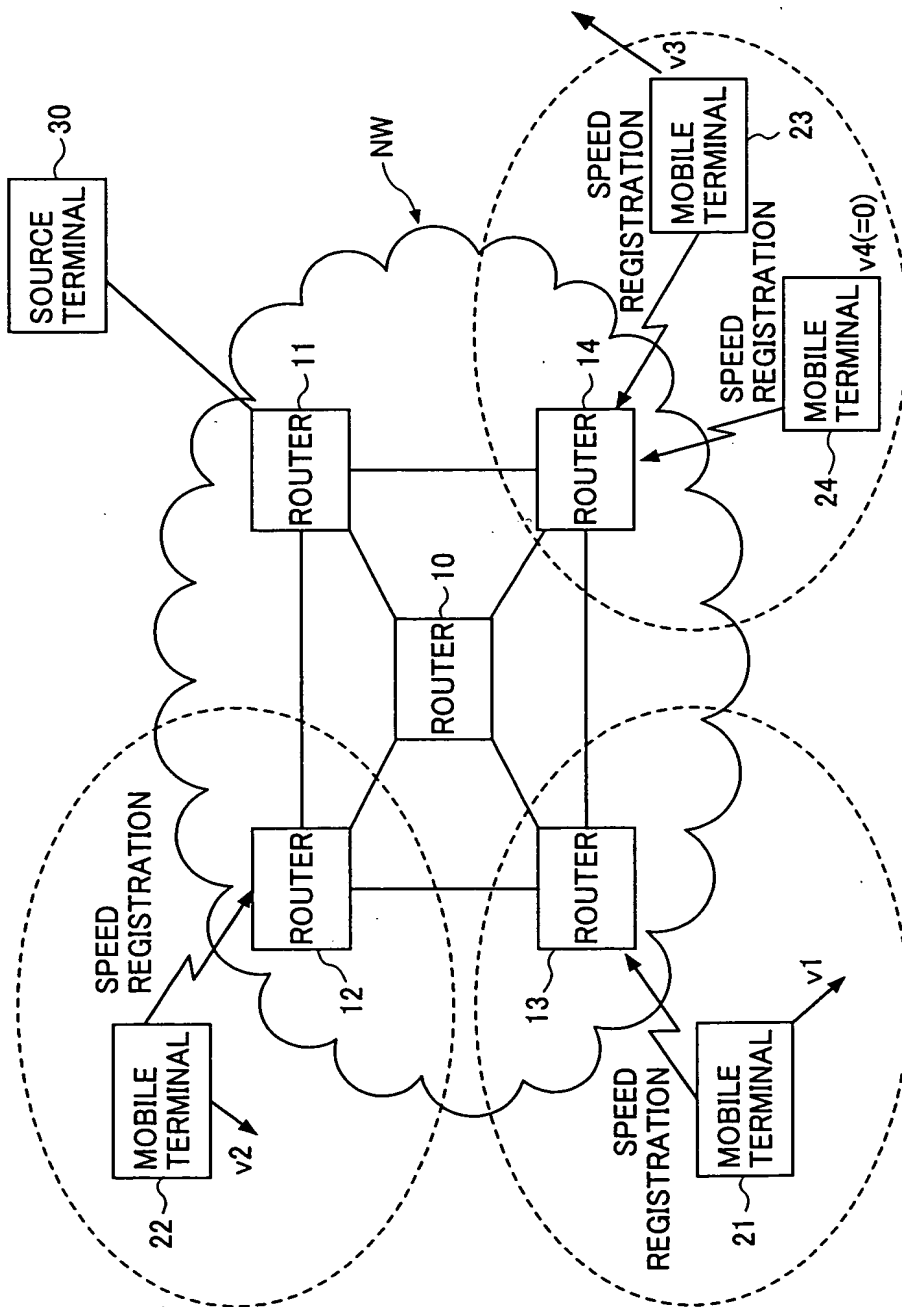 30
SOURCE
TERMINAL
NW
SPEED
REGISTRATION
MOBILE
TERMINAL
22
v2
ROUTER
12
ROUTER
11
ROUTER
10
ROUTER
13
ROUTER
14
SPEED
REGISTRATION
MOBILE
TERMINAL
21
v1
SPEED
REGISTRATION
MOBILE
TERMINAL
23
v3
SPEED
REGISTRATION
MOBILE
TERMINAL
24
v4(=0)